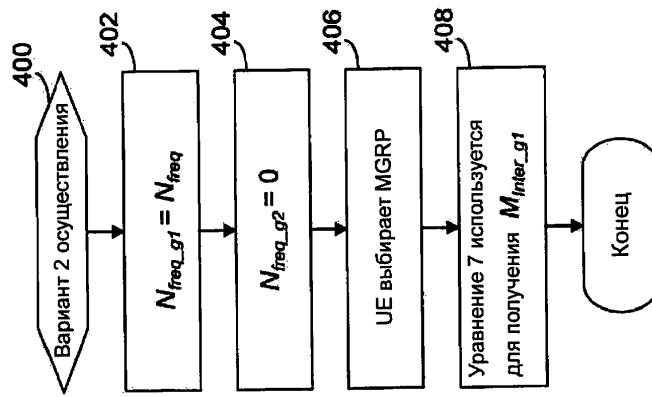 400
Вариант 2 осуществления
402
N_freq_g1 = N_freq
404
N_freq_g2 = 0
406
UE выбирает MGRP
408
Уравнение 7 используется
для получения M_Inter_g1
Конец